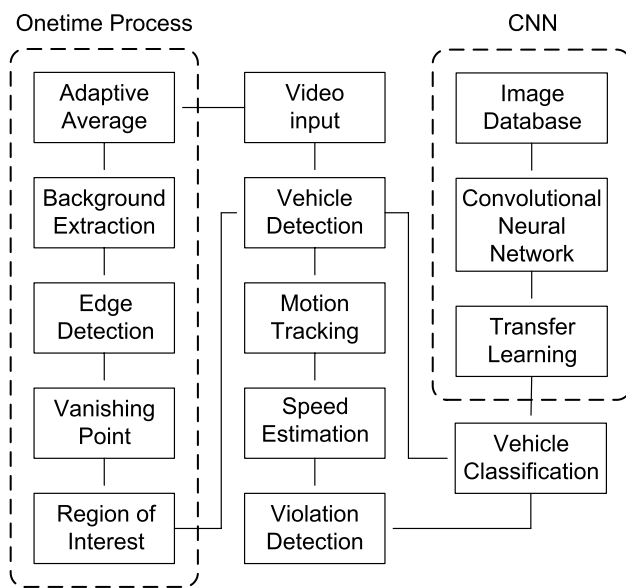 Onetime Process
Adaptive
Average
Background
Extraction
Edge
Detection
Vanishing
Point
Region of
Interest
Video
input
Vehicle
Detection
Motion
Tracking
Speed
Estimation
Violation
Detection
CNN
Image
Database
Convolutional
Neural
Network
Transfer
Learning
Vehicle
Classification